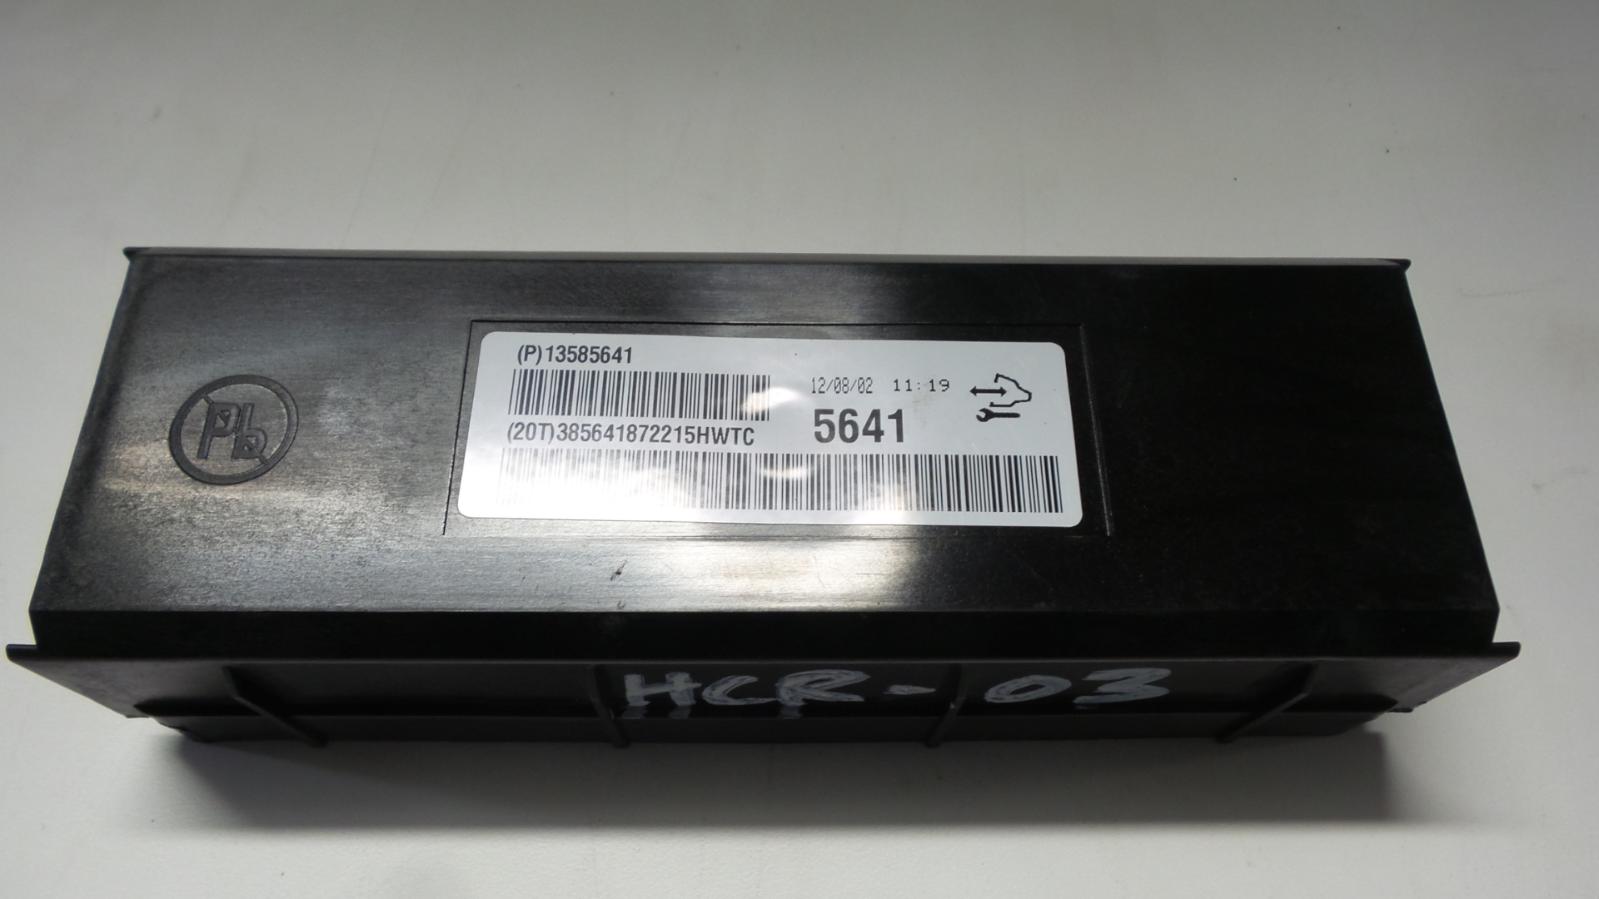 Pb
(P)13585641
12/08/02 11:19
(20T)385641872215HWTC
5641
HCR-03